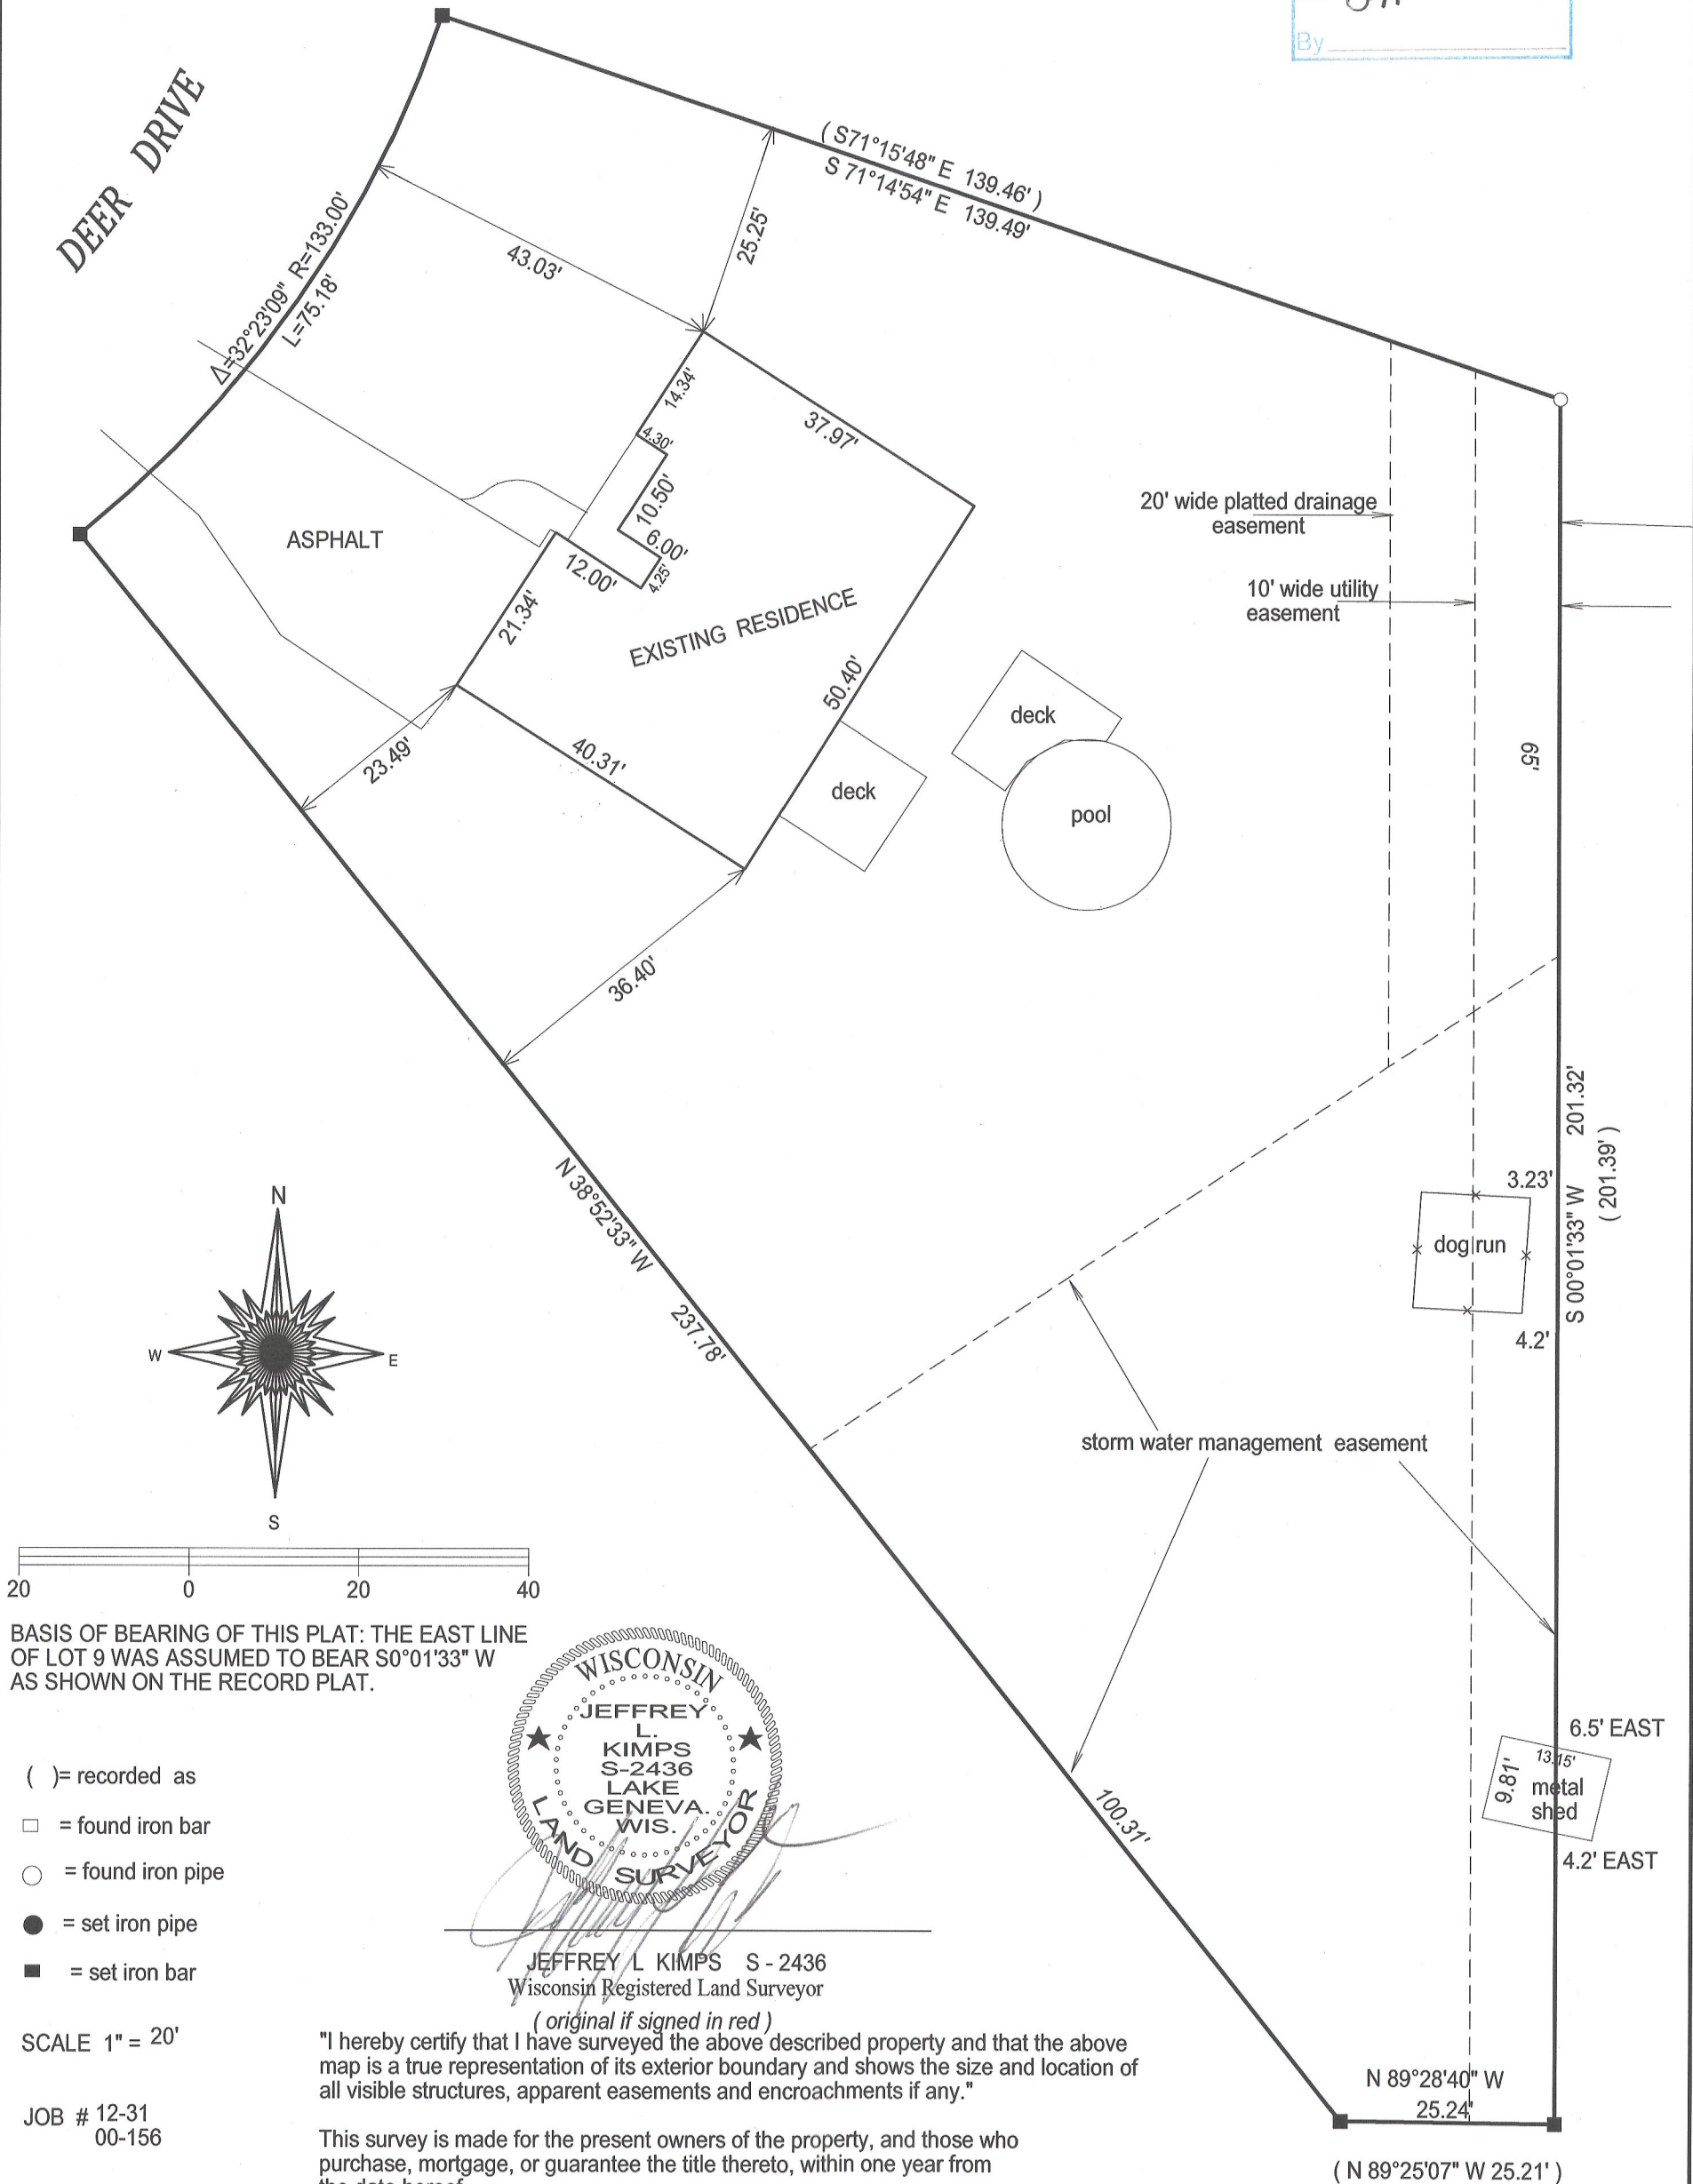 By
DEER DRIVE
( S71°15'48" E 139.46' )
S 71°14'54" E 139.49'
Δ=32°23'09" R=133.00'
L=75.18'
43.03'
25.25'
14.34'
4.30'
37.97'
10.50'
6.00'
4.25'
12.00'
ASPHALT
21.34'
EXISTING RESIDENCE
50.40'
20' wide platted drainage
easement
10' wide utility
easement
deck
deck
pool
65'
23.49'
40.31'
36.40'
N 38°52'33" W 237.78'
S 00°01'33" W 201.32'
( 201.39' )
3.23'
dog run
4.2'
N
W
E
S
storm water management easement
20 0 20 40
BASIS OF BEARING OF THIS PLAT: THE EAST LINE
OF LOT 9 WAS ASSUMED TO BEAR S0°01'33" W
AS SHOWN ON THE RECORD PLAT.
6.5' EAST
13.15'
9.81'
metal
shed
4.2' EAST
100.31'
( )= recorded as
= found iron bar
= found iron pipe
= set iron pipe
= set iron bar
WISCONSIN
JEFFREY
L.
KIMPS
S-2436
LAKE
GENEVA.
WIS.
LAND SURVEYOR
JEFFREY L KIMPS S - 2436
Wisconsin Registered Land Surveyor
( original if signed in red )
SCALE 1" = 20'
JOB # 12-31
00-156
"I hereby certify that I have surveyed the above described property and that the above
map is a true representation of its exterior boundary and shows the size and location of
all visible structures, apparent easements and encroachments if any."
This survey is made for the present owners of the property, and those who
purchase, mortgage, or guarantee the title thereto, within one year from
the date hereof
N 89°28'40" W
25.24'
( N 89°25'07" W 25.21' )